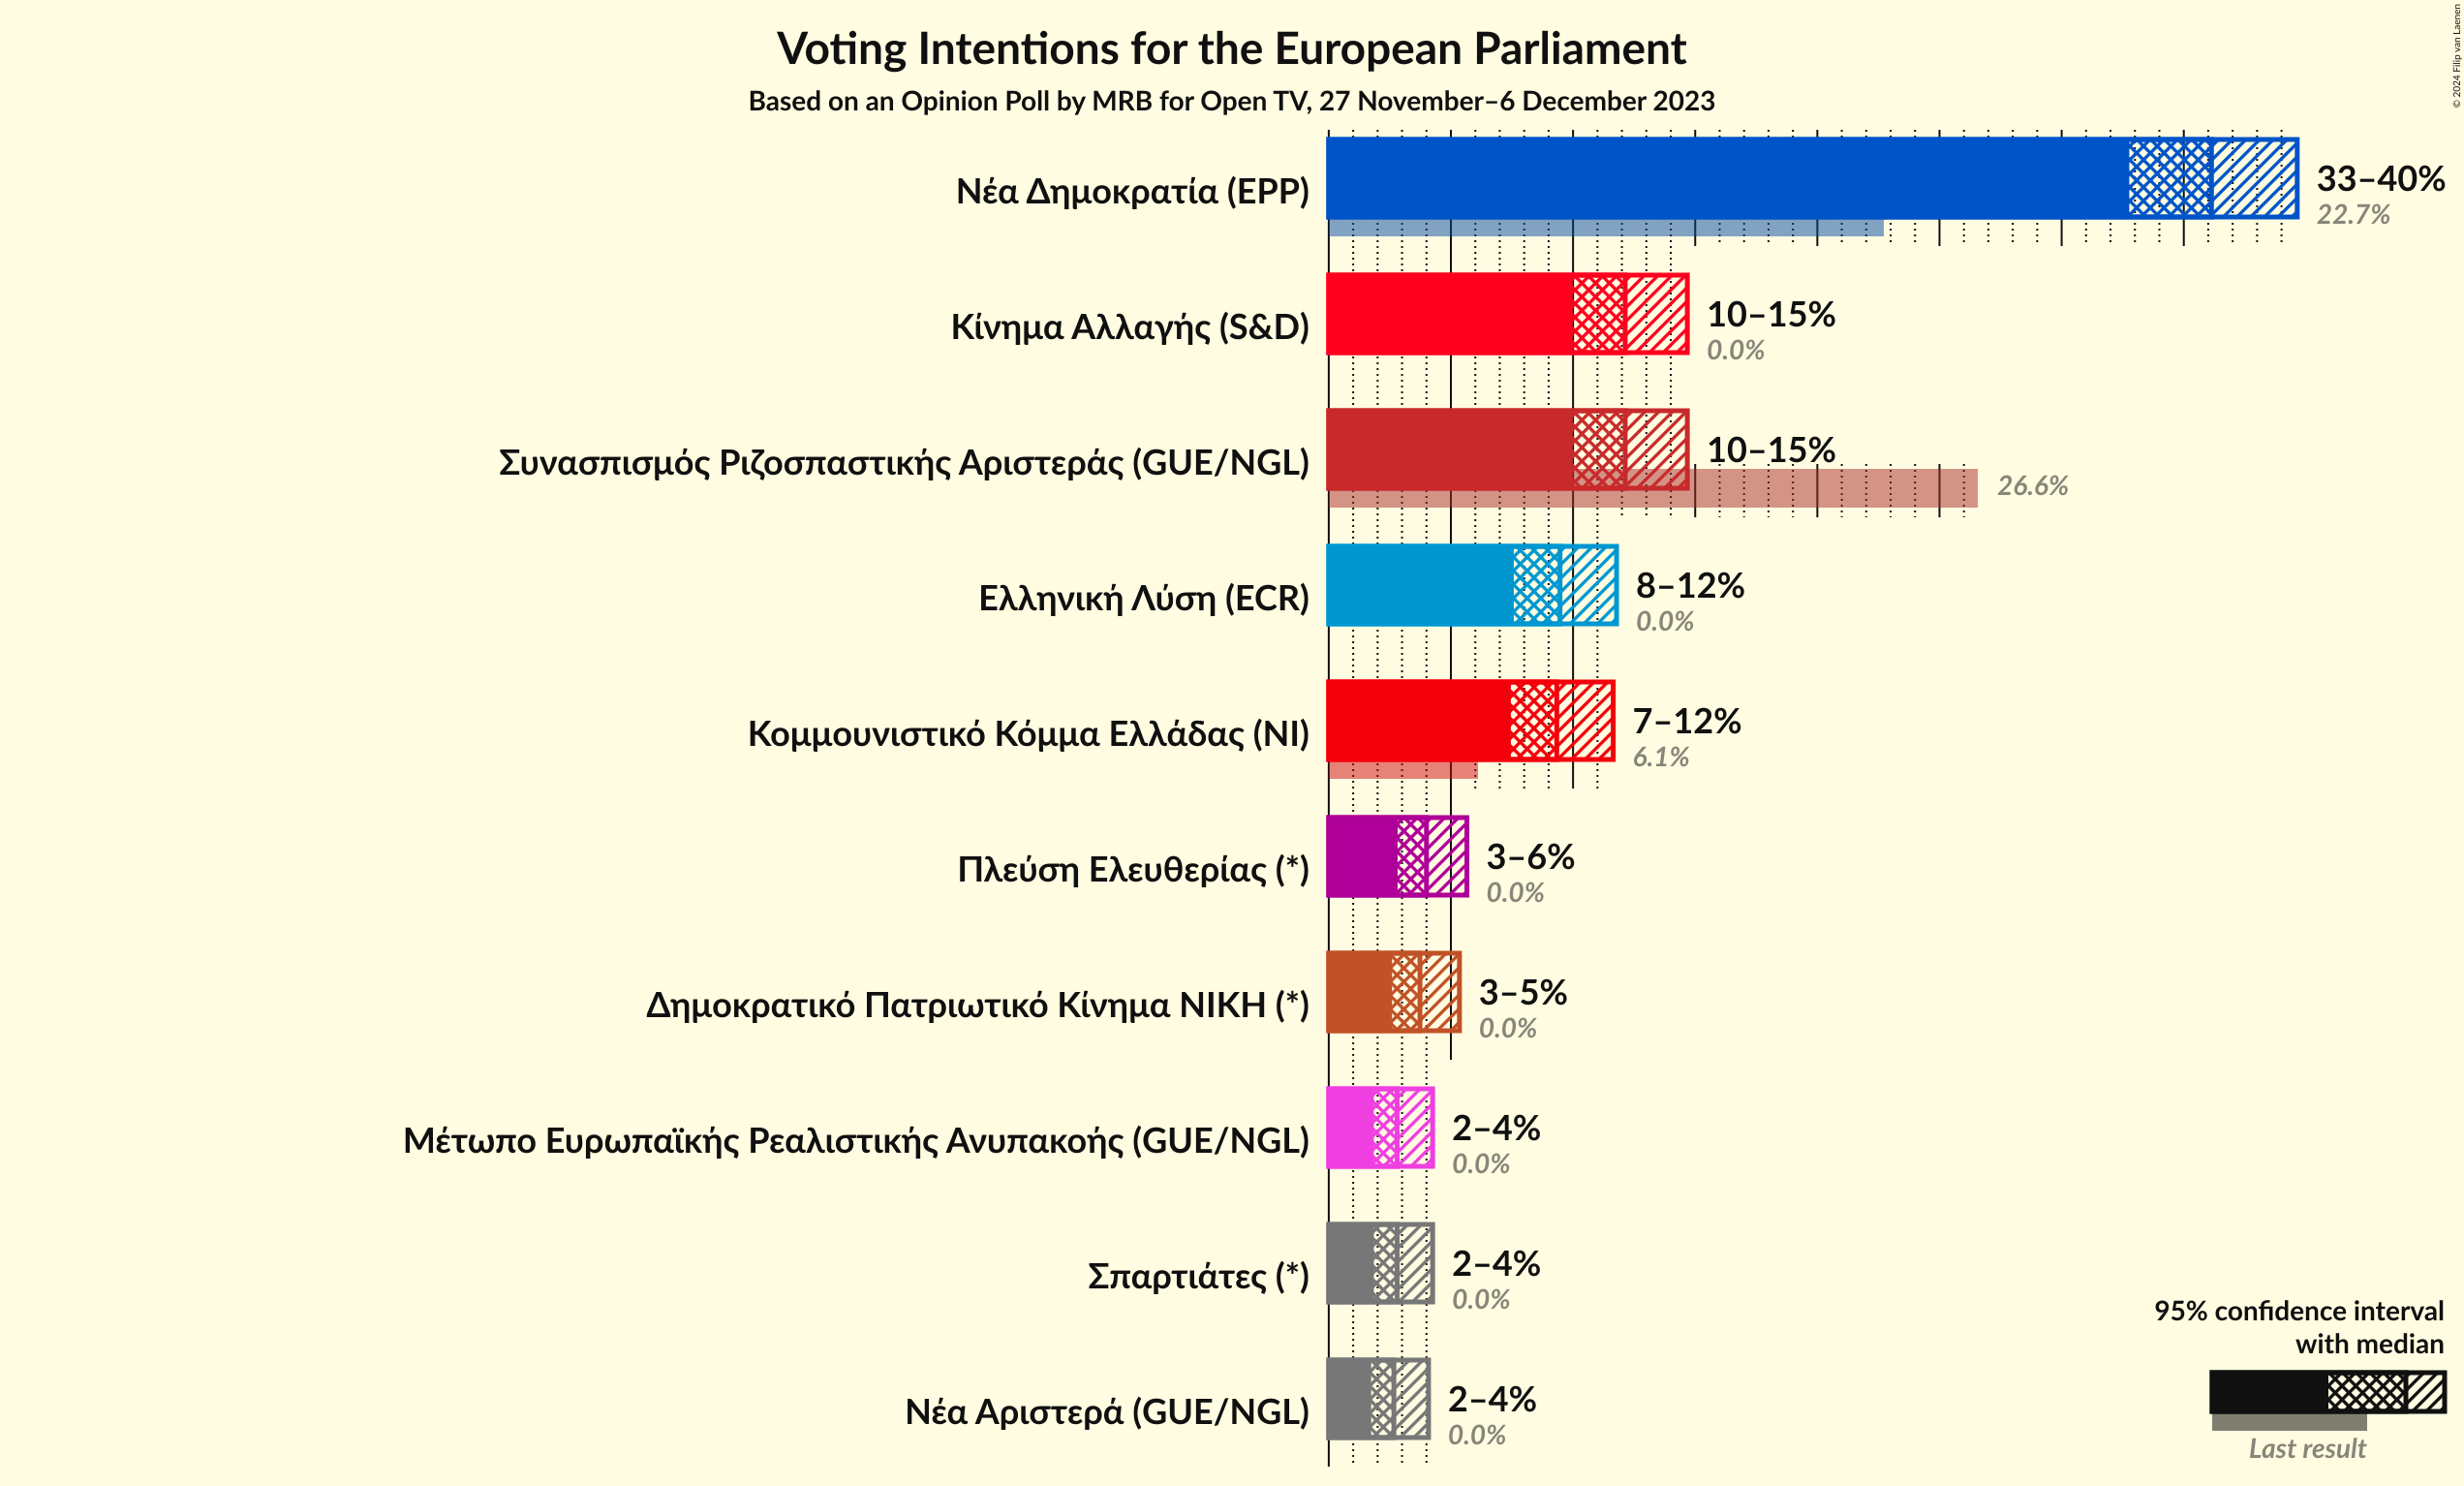 Voting Intentions for the European Parliament
Based on an Opinion Poll by MRB for Open TV, 27 November–6 December 2023
© 2024 Filip van Laenen
Νέα Δημοκρατία (EPP)
33–40%
22.7%
Κίνημα Αλλαγής (S&D)
10–15%
0.0%
Συνασπισμός Ριζοσπαστικής Αριστεράς (GUE/NGL)
10–15%
26.6%
Ελληνική Λύση (ECR)
8–12%
0.0%
Κομμουνιστικό Κόμμα Ελλάδας (NI)
7–12%
6.1%
Πλεύση Ελευθερίας (*)
3–6%
0.0%
Δημοκρατικό Πατριωτικό Κίνημα ΝΙΚΗ (*)
3–5%
0.0%
Μέτωπο Ευρωπαϊκής Ρεαλιστικής Ανυπακοής (GUE/NGL)
2–4%
0.0%
Σπαρτιάτες (*)
2–4%
0.0%
Νέα Αριστερά (GUE/NGL)
2–4%
0.0%
95% confidence interval
with median
Last result